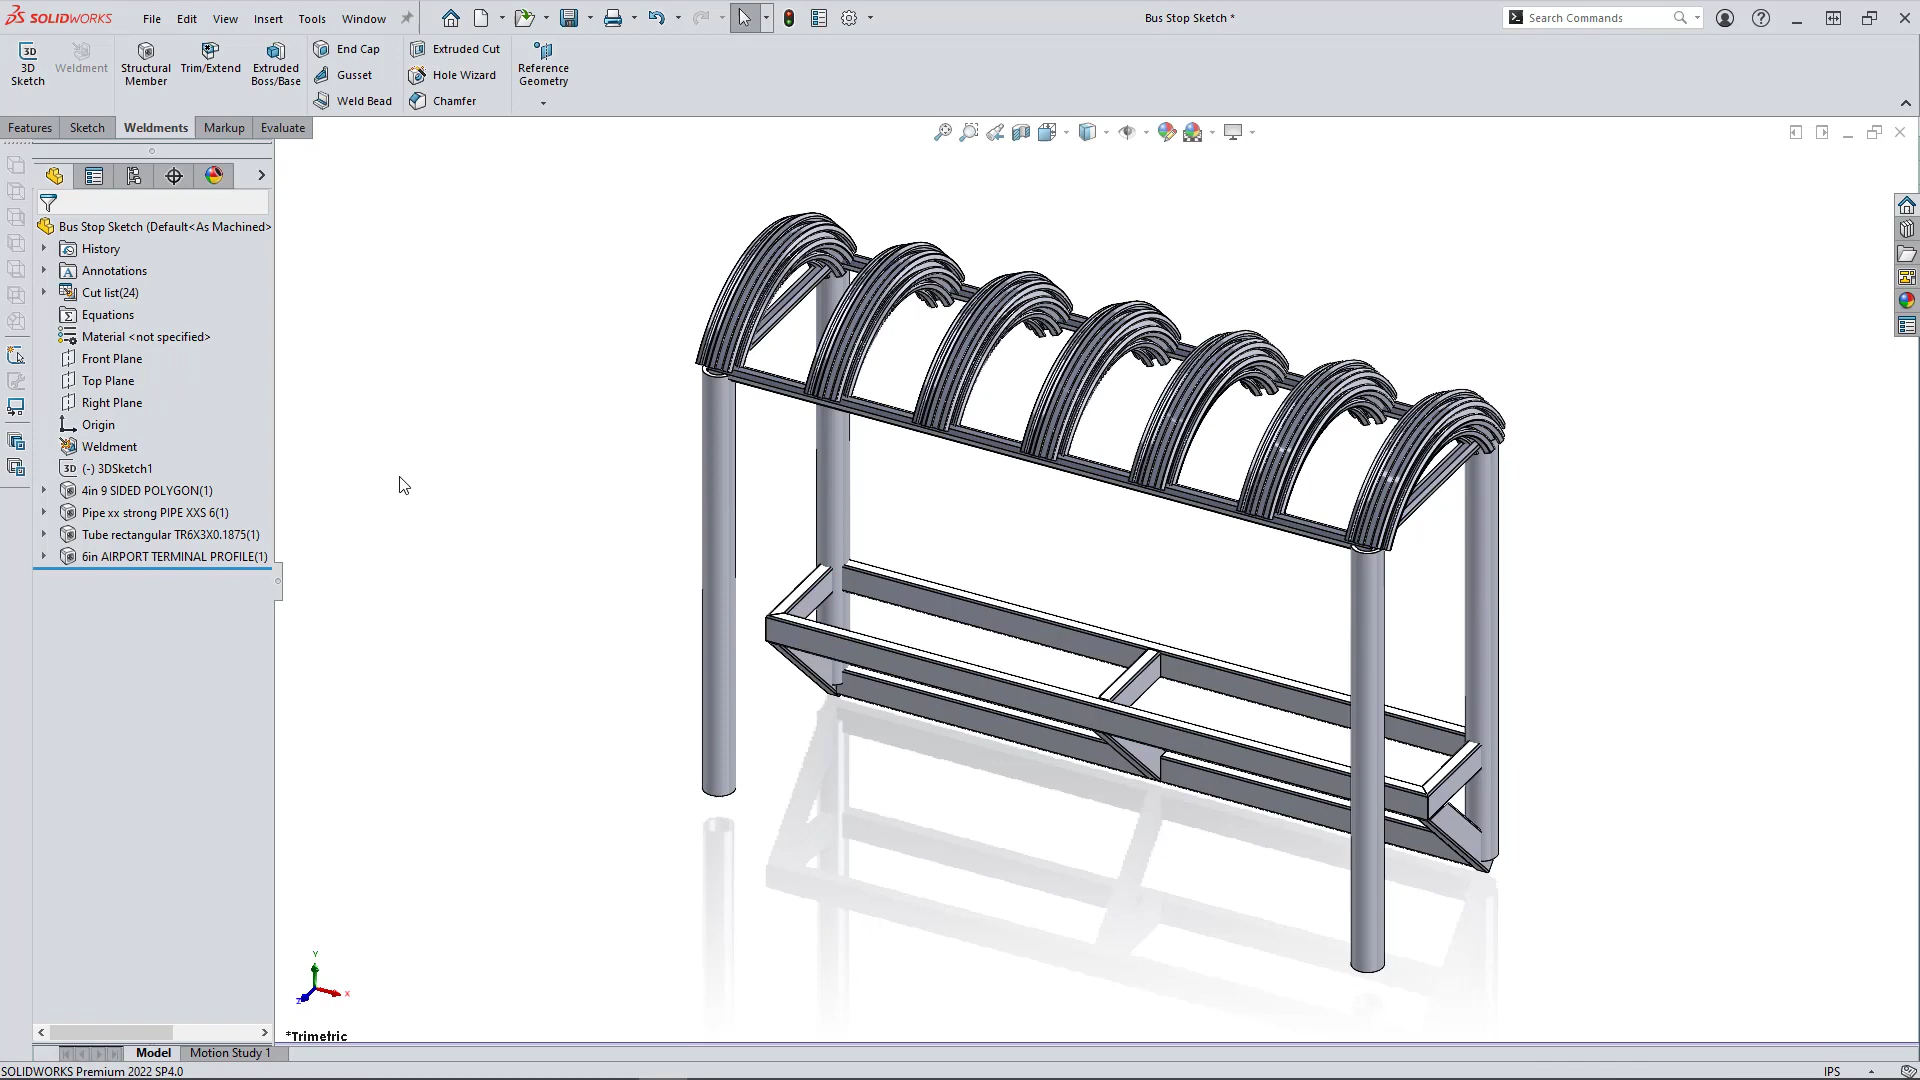 SOLIDWORKS File Edit View Insert Tools Window Bus Stop Sketch * Search Commands
3D Sketch
Weldment
Structural Member
Trim/Extend
Extruded Boss/Base
End Cap
Gusset
Weld Bead
Extruded Cut
Hole Wizard
Chamfer
Reference Geometry
Features Sketch Weldments Markup Evaluate
Bus Stop Sketch (Default<As Machined>
History
Annotations
Cut list(24)
Equations
Material <not specified>
Front Plane
Top Plane
Right Plane
Origin
Weldment
(-) 3DSketch1
4in 9 SIDED POLYGON(1)
Pipe xx strong PIPE XXS 6(1)
Tube rectangular TR6X3X0.1875(1)
6in AIRPORT TERMINAL PROFILE(1)
Y
X
Z
*Trimetric
Model Motion Study 1
SOLIDWORKS Premium 2022 SP4.0 IPS